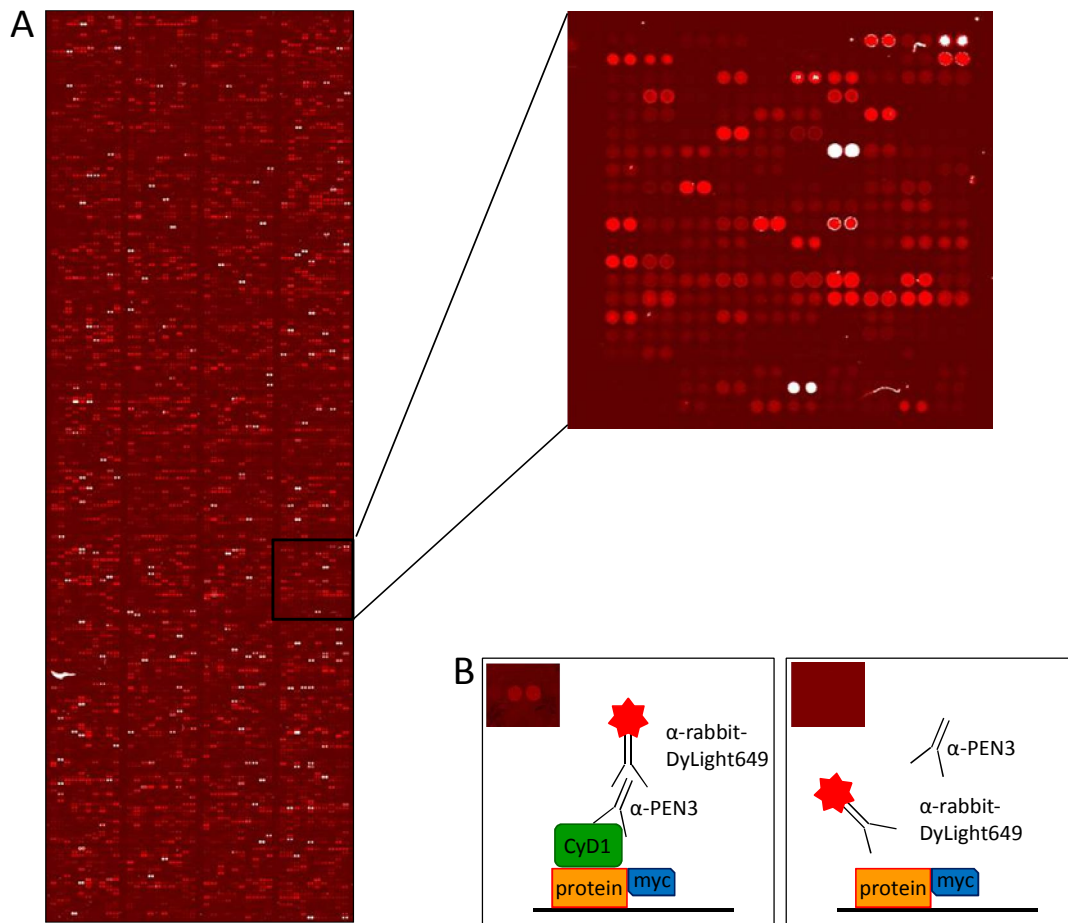 A
B
α-rabbit-
DyLight649
α-PEN3
CyD1
protein
myc
α-PEN3
α-rabbit-
DyLight649
protein
myc